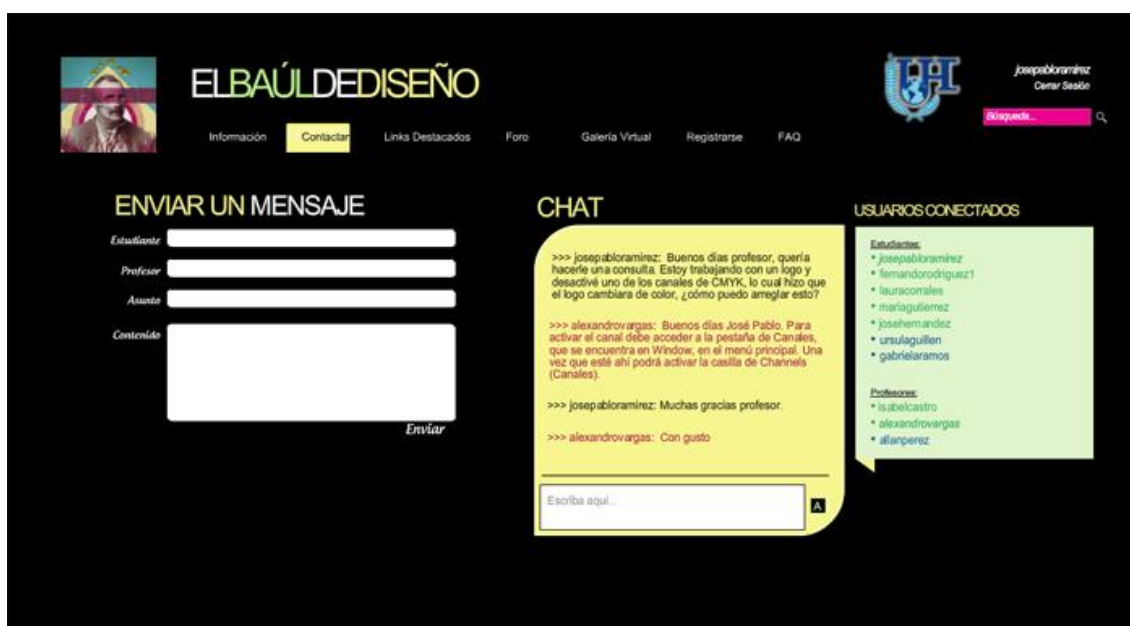 ELBAÚLDEDISEÑO
UH
josepabloramirez
Cerrar Sesión
Búsqueda...
Información
Contactar
Links Destacados
Foro
Galería Virtual
Registrarse
FAQ
ENVIAR UN MENSAJE
Estudiante
Profesor
Asunto
Contenido
Enviar
CHAT
>>> josepabloramirez: Buenos días profesor, quería
hacerle una consulta. Estoy trabajando con un logo y
desactivé uno de los canales de CMYK, lo cual hizo que
el logo cambiara de color, ¿cómo puedo arreglar esto?
>>> alexandrovargas: Buenos días José Pablo. Para
activar el canal debe acceder a la pestaña de Canales,
que se encuentra en Window, en el menú principal. Una
vez que esté ahí podrá activar la casilla de Channels
(Canales).
>>> josepabloramirez: Muchas gracias profesor.
>>> alexandrovargas: Con gusto
Escriba aquí...
A
USUARIOS CONECTADOS
Estudiantes:
• josepabloramirez
• fernandorodriguez1
• lauracorrales
• mariagutierrez
• josehernandez
• ursulaguillen
• gabrielaramos
Profesores:
• isabelcastro
• alexandrovargas
• allanperez